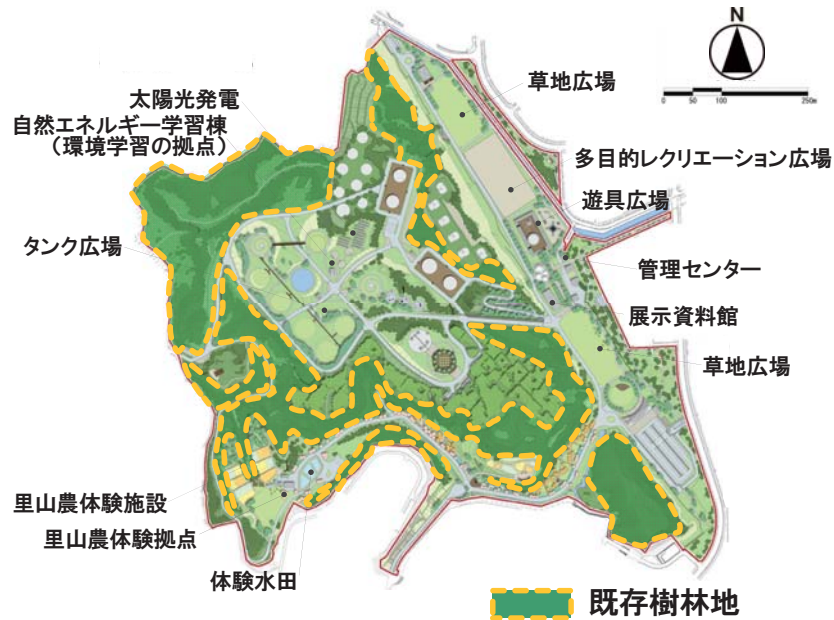 N
0 50 100 250m
草地広場
太陽光発電
自然エネルギー学習棟
（環境学習の拠点）
多目的レクリエーション広場
遊具広場
タンク広場
管理センター
展示資料館
草地広場
里山農体験施設
里山農体験拠点
体験水田
既存樹林地